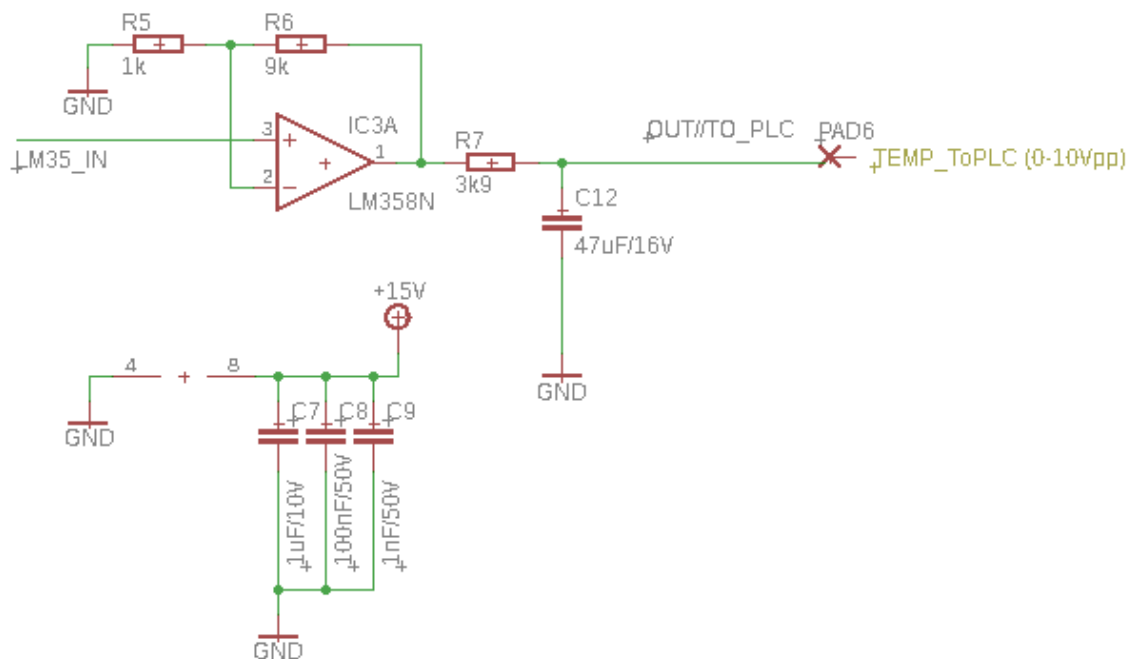 R5
R6
1k
9k
GND
LM35_IN
3
2
1
IC3A
LM358N
R7
3k9
OUT//TO_PLC
PAD6
TEMP_ToPLC (0-10Vpp)
C12
47uF/16V
GND
+15V
4
8
GND
C7
C8
C9
1uF/10V
100nF/50V
1nF/50V
GND